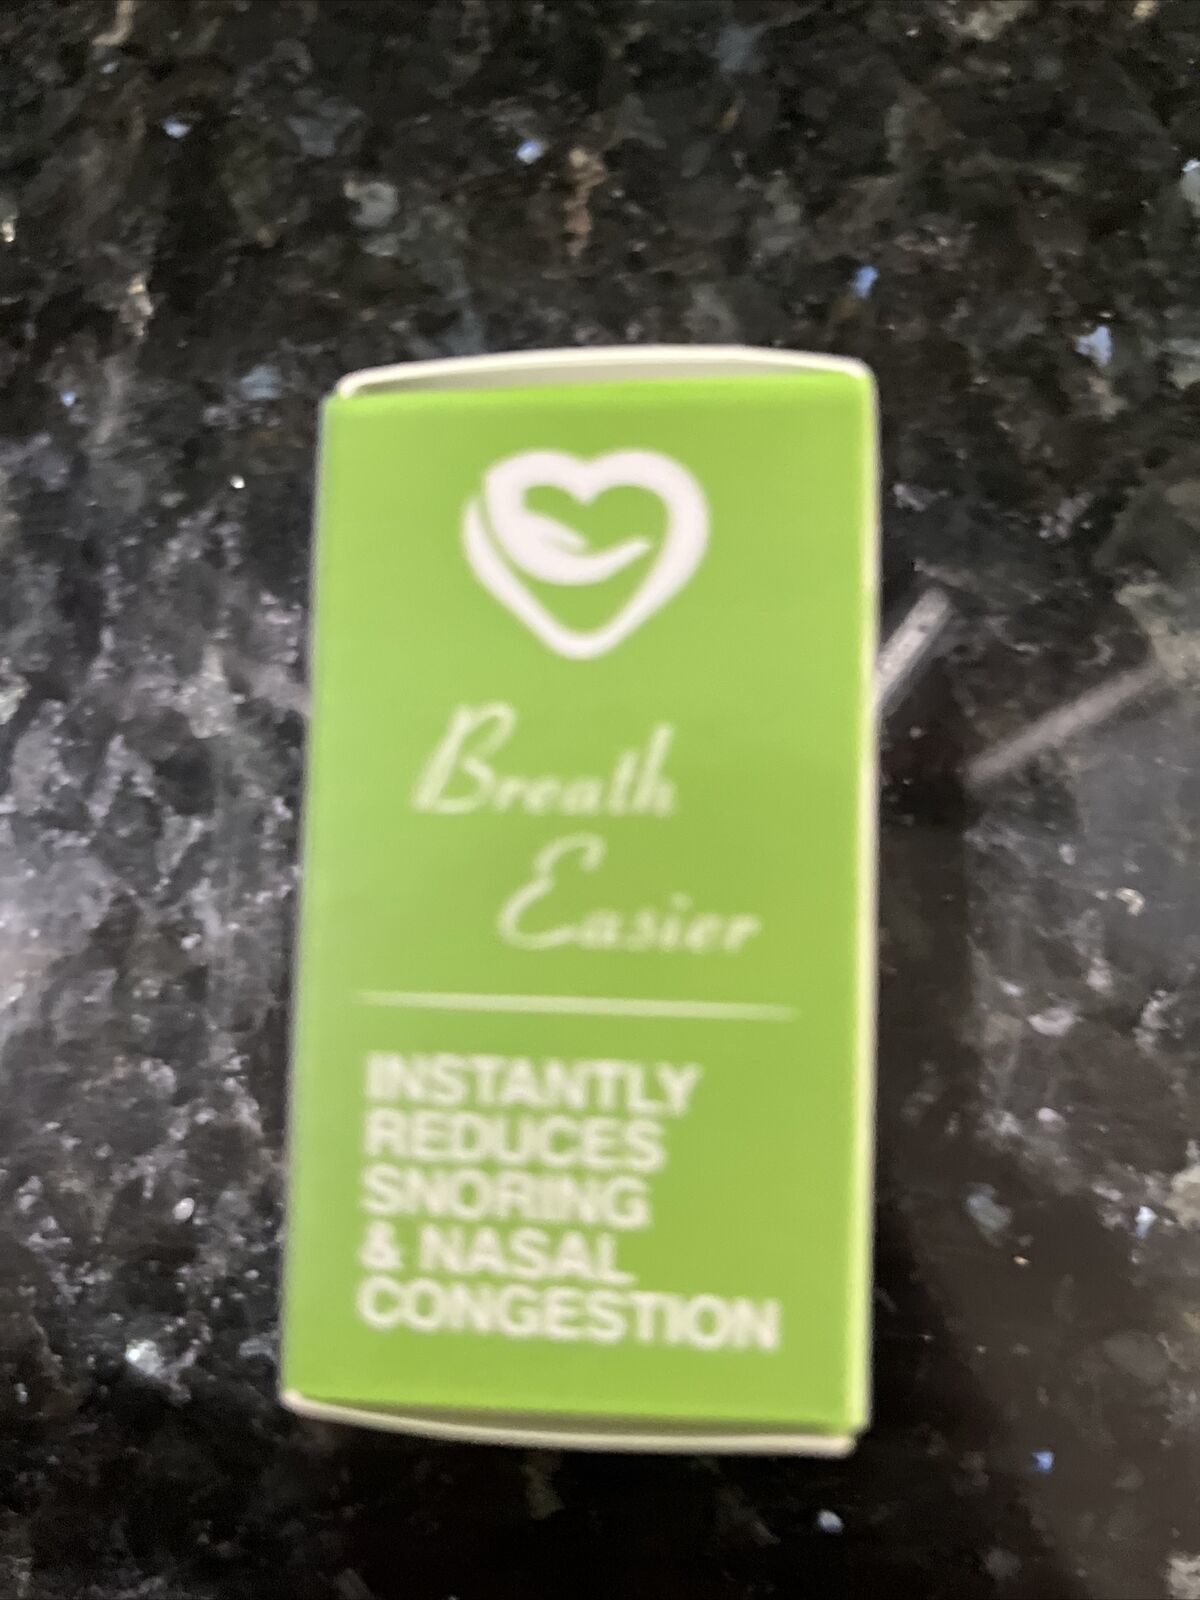 Breath
Easier
INSTANTLY
REDUCES
SNORING
& NASAL
CONGESTION